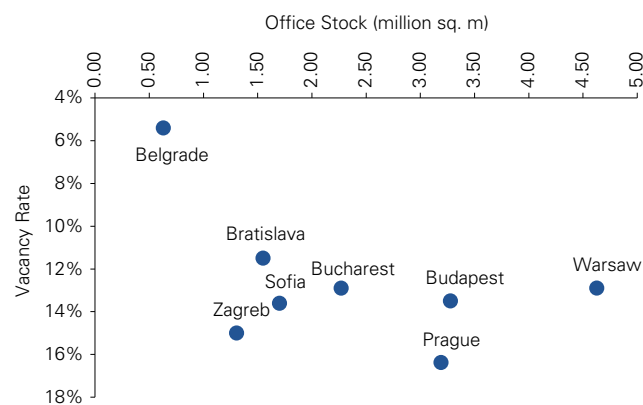 Office Stock (million sq. m)
0.00 0.50 1.00 1.50 2.00 2.50 3.00 3.50 4.00 4.50 5.00
Vacancy Rate
4%
6%
Belgrade
8%
10%
Bratislava
12%
Sofia Bucharest Budapest Warsaw
14%
Zagreb
Prague
16%
18%